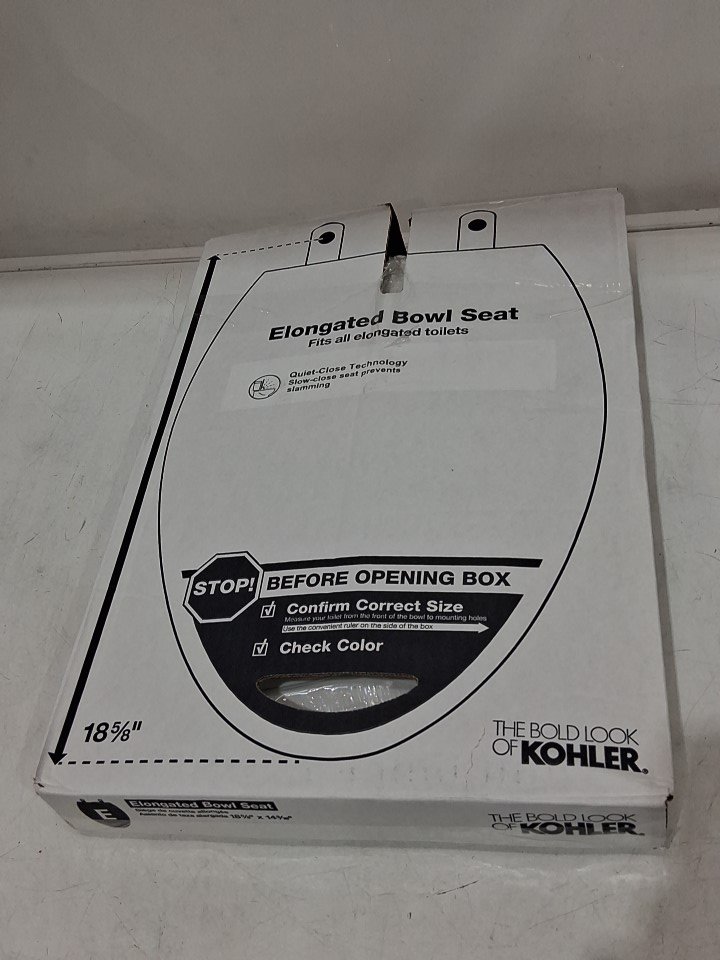 Elongated Bowl Seat
Fits all elongated toilets
Quiet-Close Technology
Slow-close seat prevents
slamming
STOP! BEFORE OPENING BOX
Confirm Correct Size
Measure your toilet from the front of the bowl to mounting holes
Use the convenient ruler on the side of the box
Check Color
18⅝"
THE BOLD LOOK
OF KOHLER®
E
Elongated Bowl Seat
THE BOLD LOOK
OF KOHLER®